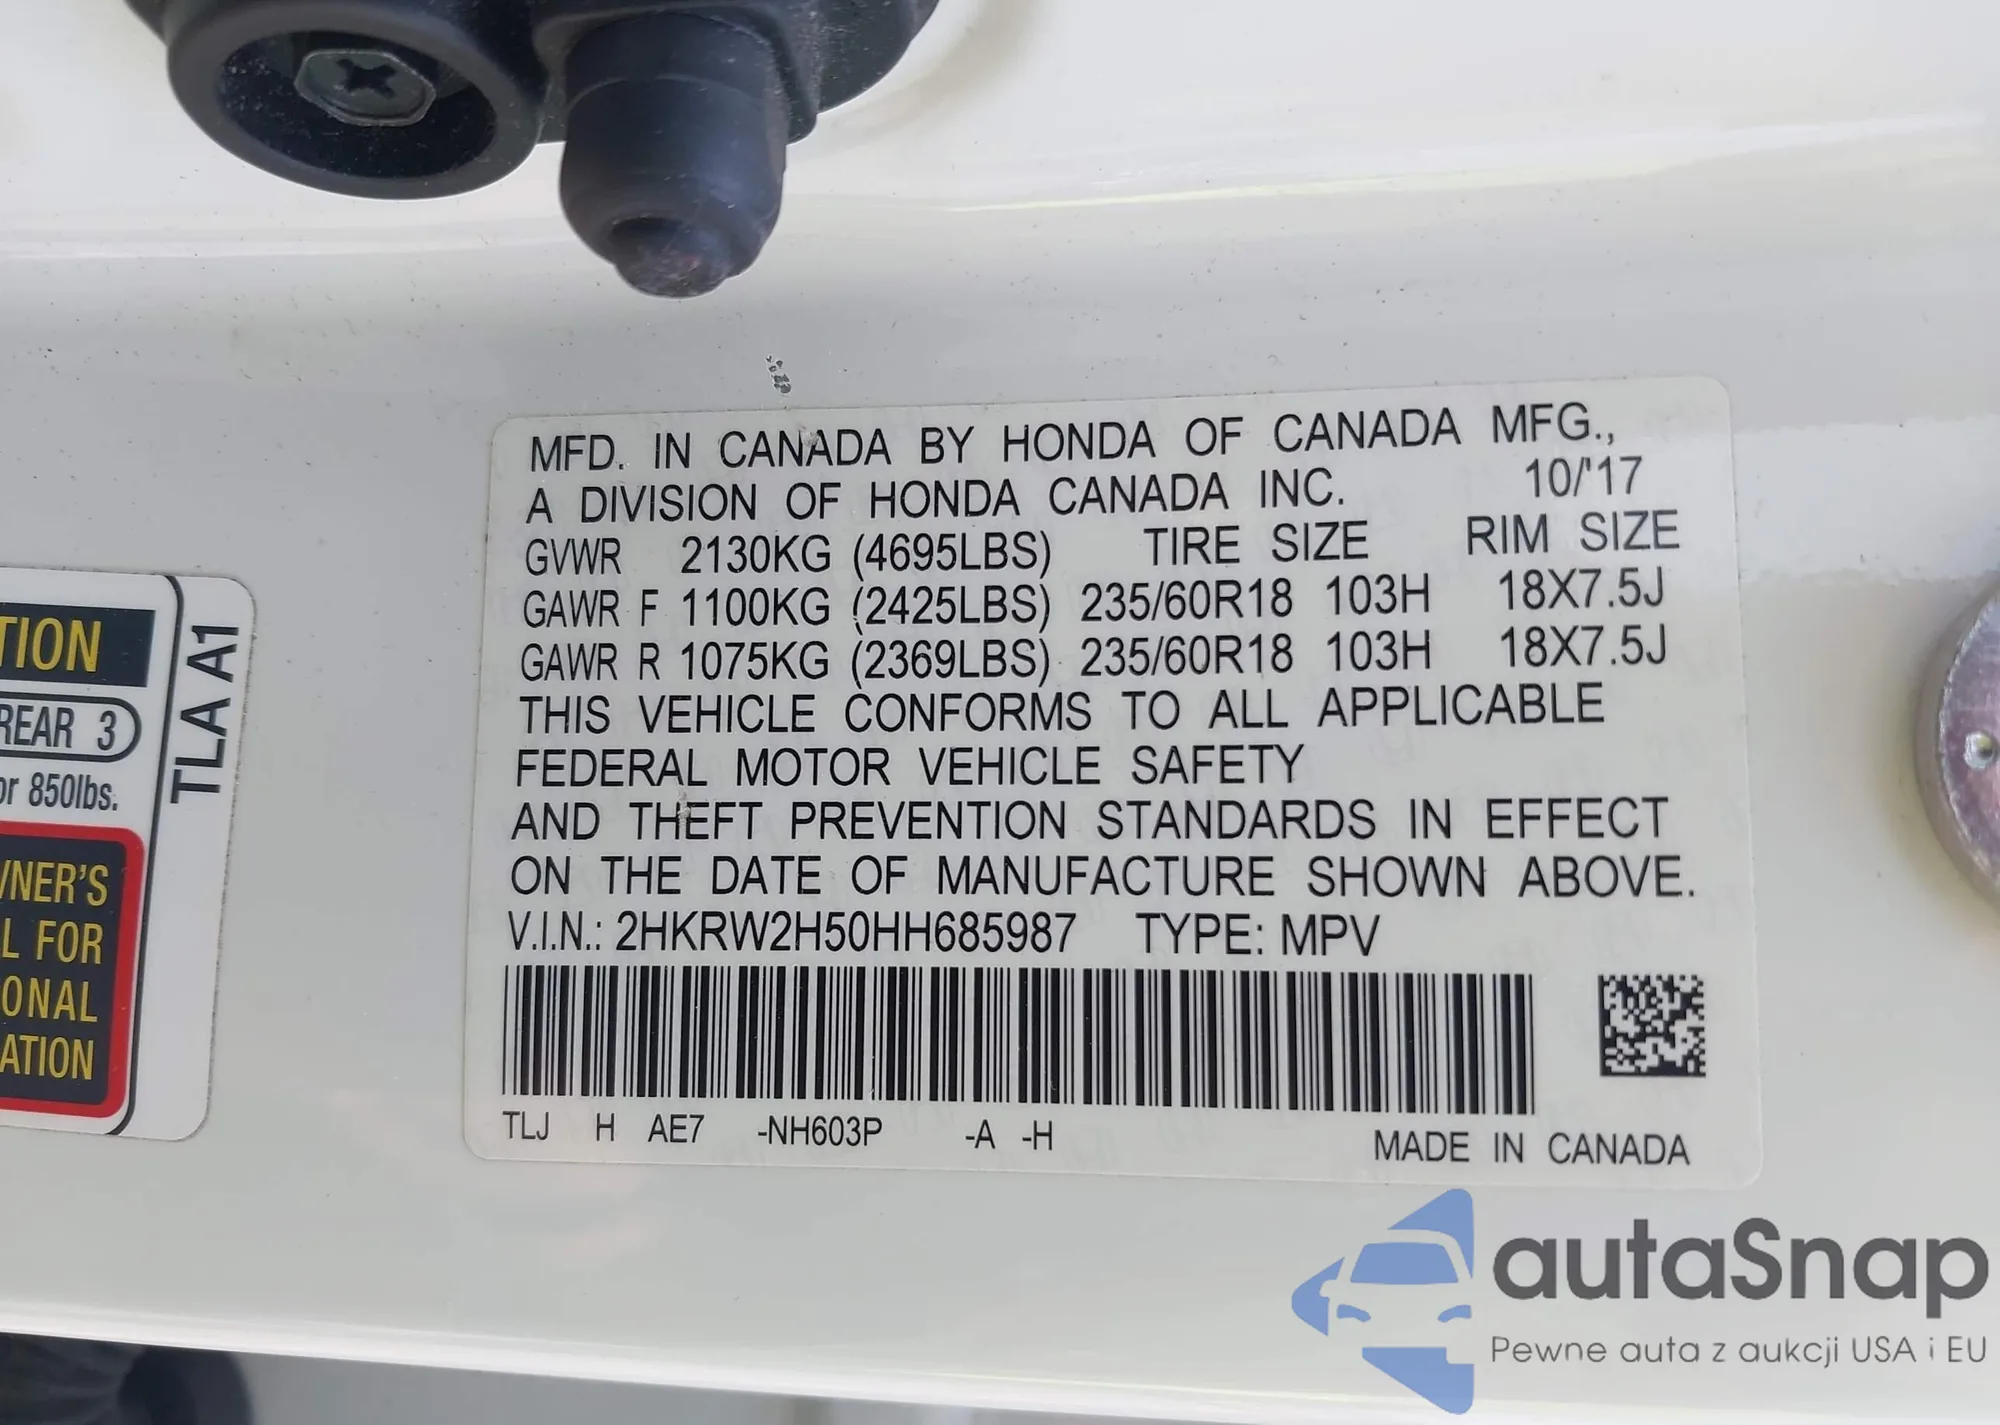 MFD. IN CANADA BY HONDA OF CANADA MFG.,
A DIVISION OF HONDA CANADA INC. 10/'17
GVWR 2130KG (4695LBS) TIRE SIZE RIM SIZE
GAWR F 1100KG (2425LBS) 235/60R18 103H 18X7.5J
GAWR R 1075KG (2369LBS) 235/60R18 103H 18X7.5J
THIS VEHICLE CONFORMS TO ALL APPLICABLE
FEDERAL MOTOR VEHICLE SAFETY
AND THEFT PREVENTION STANDARDS IN EFFECT
ON THE DATE OF MANUFACTURE SHOWN ABOVE.
V.I.N.: 2HKRW2H50HH685987 TYPE: MPV
TLJ H AE7 -NH603P -A -H
MADE IN CANADA
TION
REAR 3
or 850lbs.
WNER'S
L FOR
ONAL
ATION
TLA A1
autaSnap
Pewne auta z aukcji USA i EU